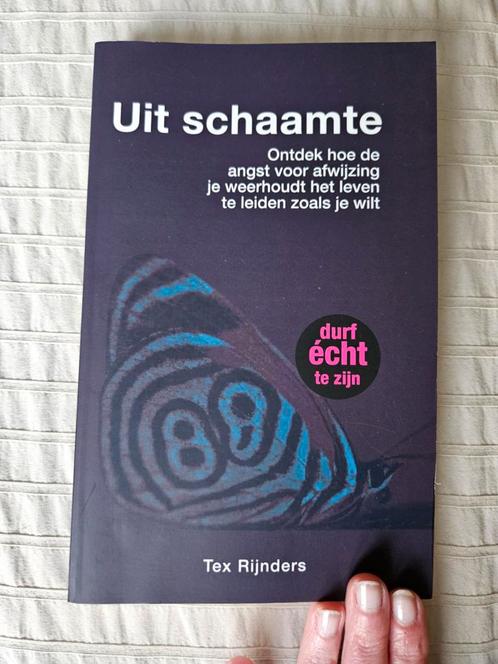 Uit schaamte
Ontdek hoe de
angst voor afwijzing
je weerhoudt het leven
te leiden zoals je wilt
durf
écht
te zijn
Tex Rijnders